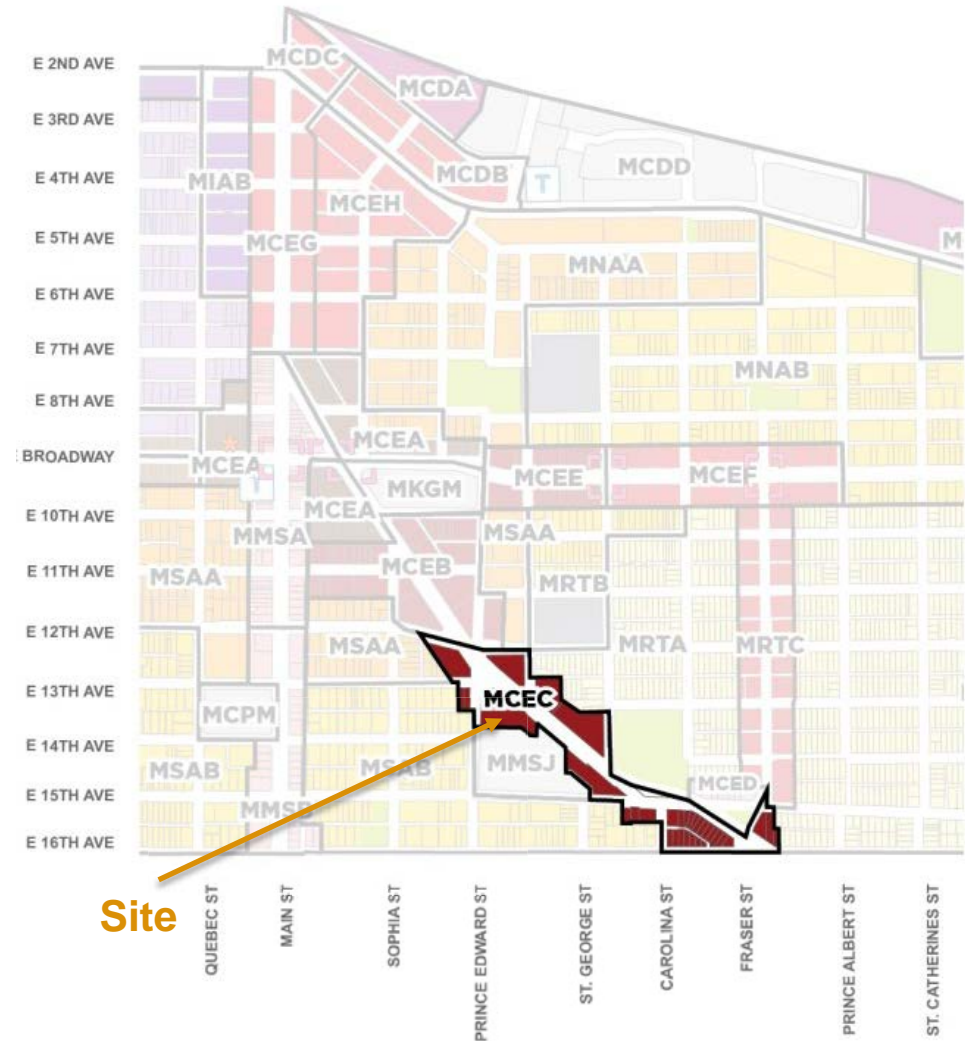 E 2ND AVE
E 3RD AVE
E 4TH AVE
E 5TH AVE
E 6TH AVE
E 7TH AVE
E 8TH AVE
BROADWAY
E 10TH AVE
E 11TH AVE
E 12TH AVE
E 13TH AVE
E 14TH AVE
E 15TH AVE
E 16TH AVE
MCDC
MCDA
MCDB
T
MCDD
MIAB
MCEH
MCEG
M
MNAA
MNAB
MCEA
MCEA
MCEE
MCEF
T
MKGM
MCEA
MMSA
MSAA
MCEB
MSAA
MRTB
MSAA
MRTA
MRTC
MCEC
MCPM
MSAB
MSAB
MMSJ
MCED
MMSB
Site
QUEBEC ST
MAIN ST
SOPHIA ST
PRINCE EDWARD ST
ST. GEORGE ST
CAROLINA ST
FRASER ST
PRINCE ALBERT ST
ST. CATHERINES ST